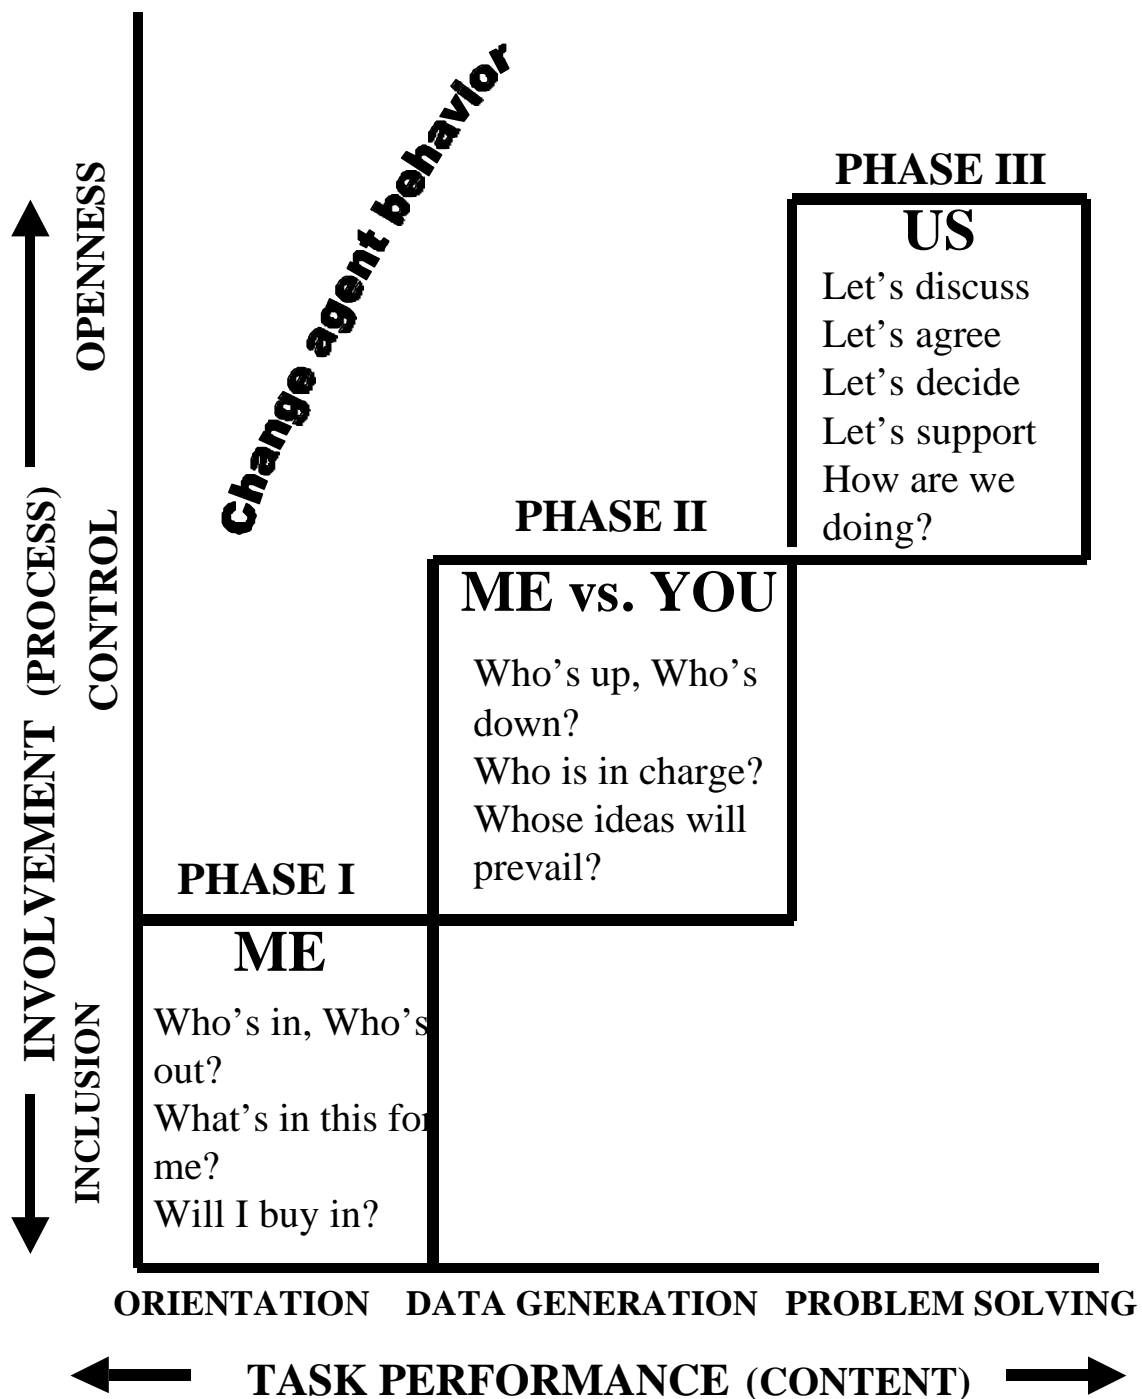 Change agent behavior
PHASE III
US
Let's discuss
Let's agree
Let's decide
Let's support
How are we
doing?
PHASE II
ME vs. YOU
Who's up, Who's
down?
Who is in charge?
Whose ideas will
prevail?
PHASE I
ME
Who's in, Who's
out?
What's in this for
me?
Will I buy in?
OPENNESS
CONTROL
INCLUSION
INVOLVEMENT (PROCESS)
ORIENTATION DATA GENERATION PROBLEM SOLVING
TASK PERFORMANCE (CONTENT)